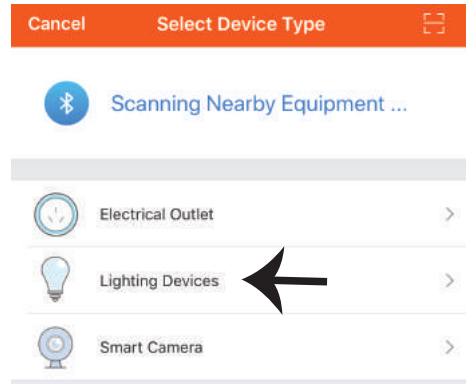 Cancel Select Device Type
Scanning Nearby Equipment ...
Electrical Outlet
Lighting Devices
Smart Camera